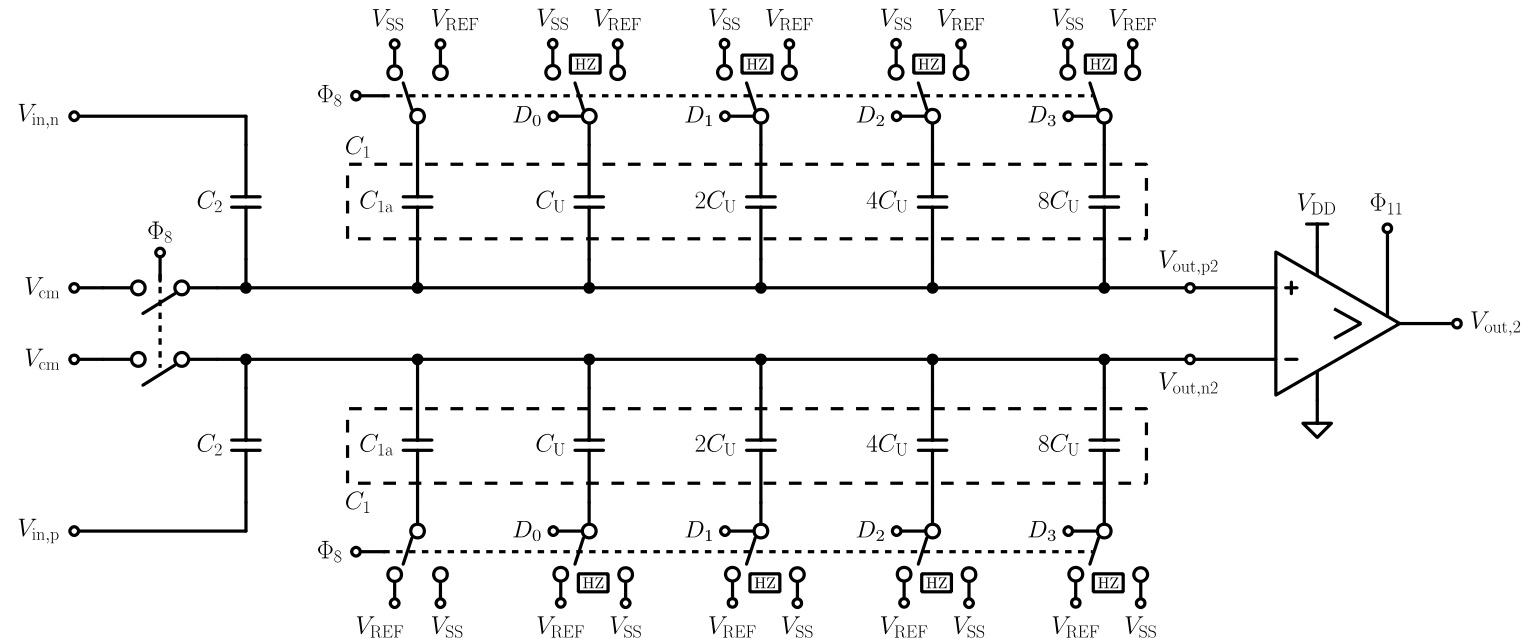 V_SS V_REF V_SS V_REF V_SS V_REF V_SS V_REF V_SS V_REF
HZ HZ HZ HZ
Φ_8
V_in,n D_0 D_1 D_2 D_3
C_1
C_2 C_1a C_U 2C_U 4C_U 8C_U
V_DD Φ_11
Φ_8
V_out,p2
V_cm +
> V_out,2
V_cm −
V_out,n2
C_2 C_1a C_U 2C_U 4C_U 8C_U
C_1
V_in,p D_0 D_1 D_2 D_3
Φ_8
HZ HZ HZ HZ
V_REF V_SS V_REF V_SS V_REF V_SS V_REF V_SS V_REF V_SS